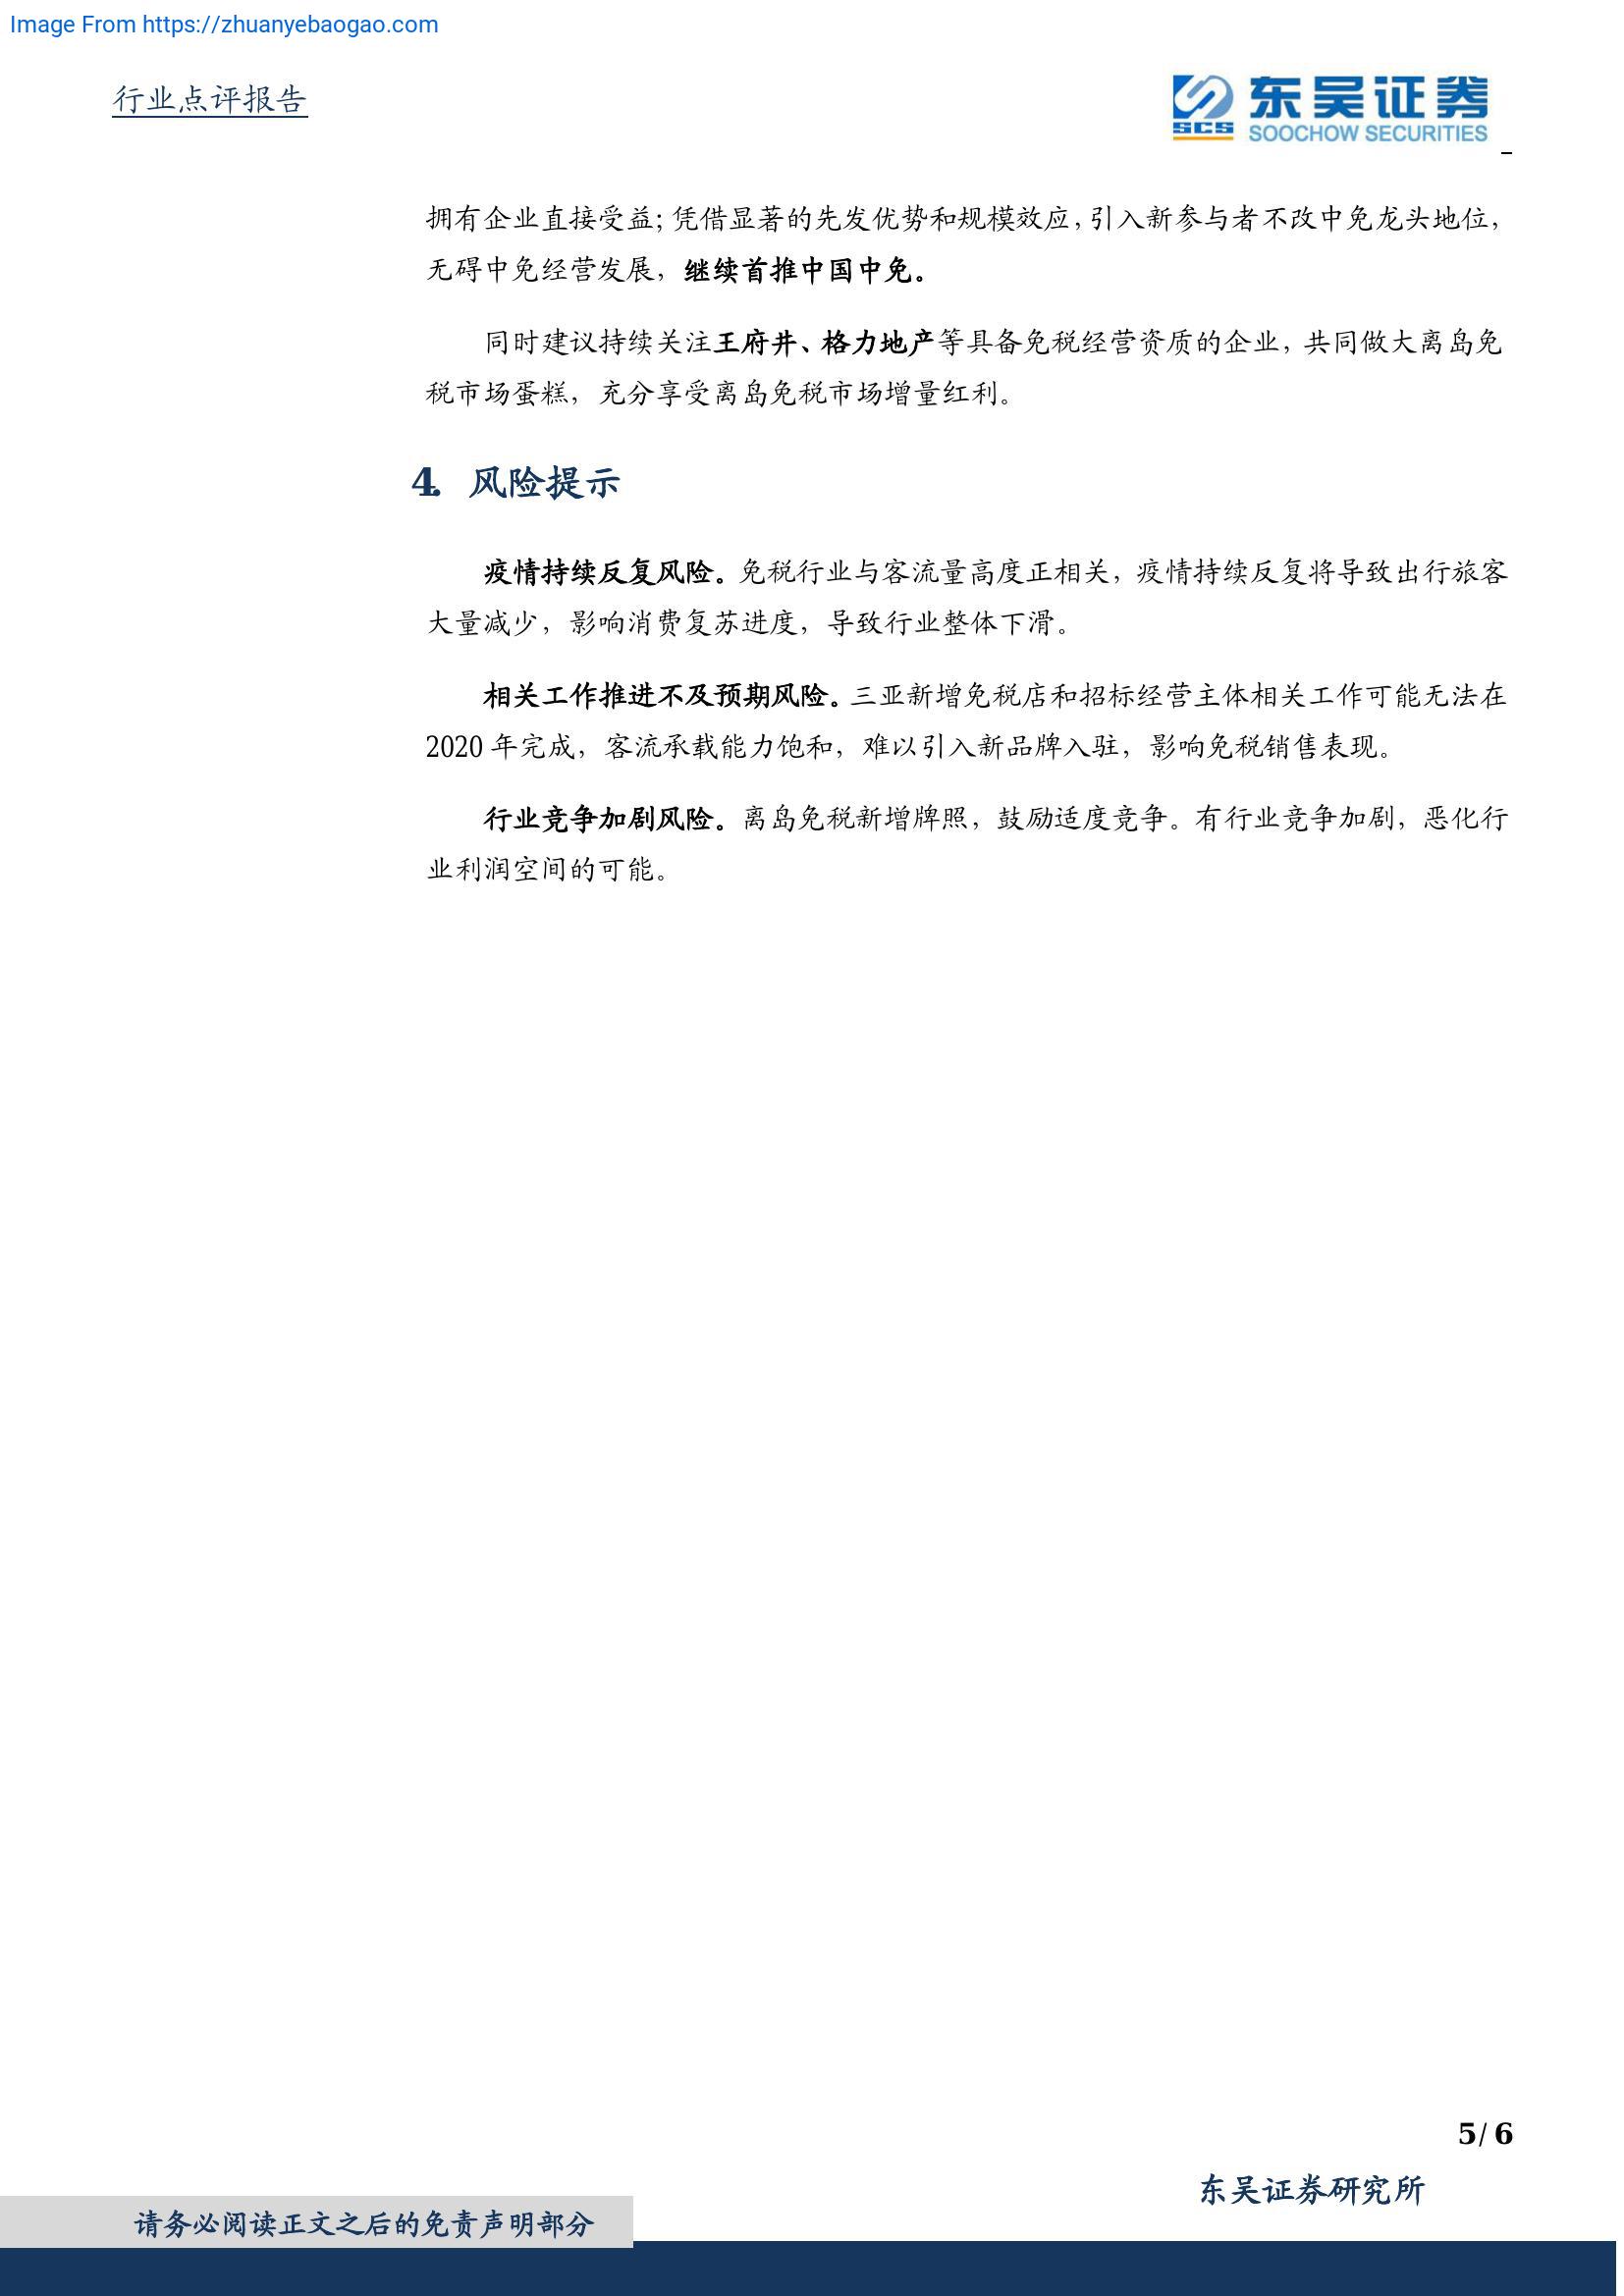 Image From https://zhuanyebaogao.com
行业点评报告
SCS
东吴证券
SOOCHOW SECURITIES
拥有企业直接受益；凭借显著的先发优势和规模效应，引入新参与者不改中免龙头地位，
无碍中免经营发展，继续首推中国中免。
同时建议持续关注王府井、格力地产等具备免税经营资质的企业，共同做大离岛免
税市场蛋糕，充分享受离岛免税市场增量红利。
4. 风险提示
疫情持续反复风险。免税行业与客流量高度正相关，疫情持续反复将导致出行旅客
大量减少，影响消费复苏进度，导致行业整体下滑。
相关工作推进不及预期风险。三亚新增免税店和招标经营主体相关工作可能无法在
2020 年完成，客流承载能力饱和，难以引入新品牌入驻，影响免税销售表现。
行业竞争加剧风险。离岛免税新增牌照，鼓励适度竞争。有行业竞争加剧，恶化行
业利润空间的可能。
5 / 6
东吴证券研究所
请务必阅读正文之后的免责声明部分